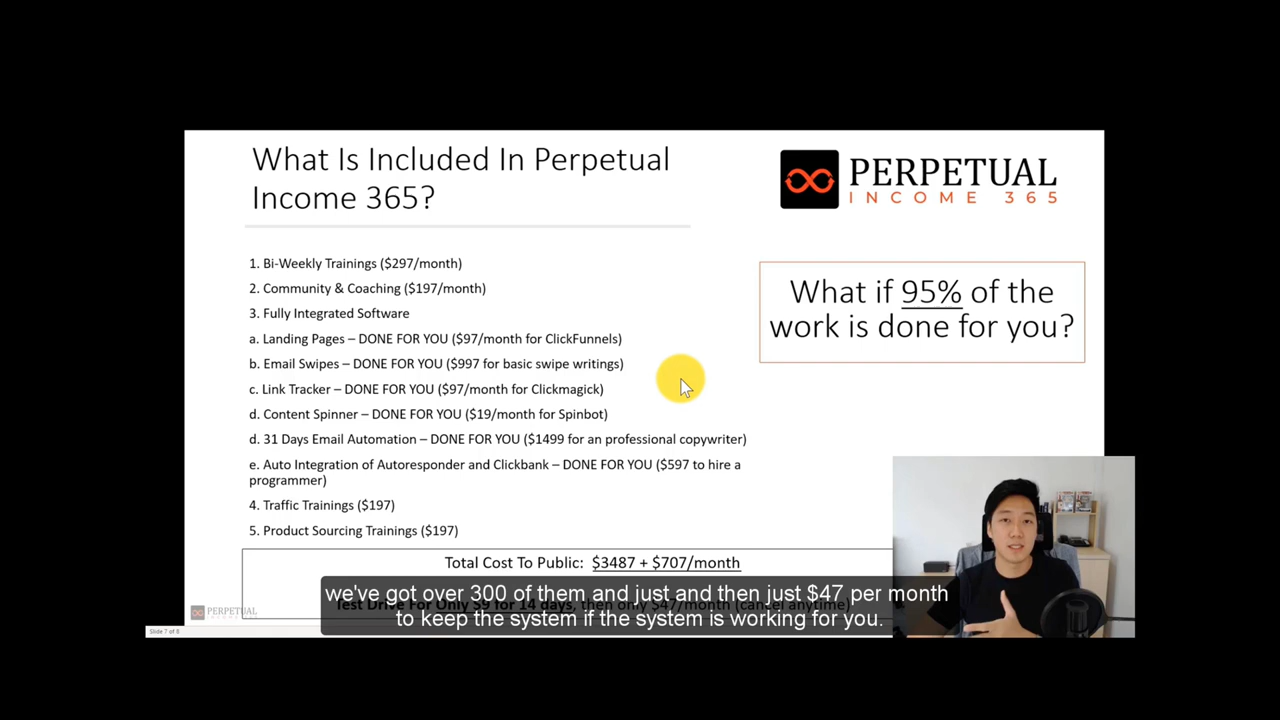 What Is Included In Perpetual
Income 365?
PERPETUAL
INCOME 365
1. Bi-Weekly Trainings ($297/month)
2. Community & Coaching ($197/month)
3. Fully Integrated Software
a. Landing Pages – DONE FOR YOU ($97/month for ClickFunnels)
b. Email Swipes – DONE FOR YOU ($997 for basic swipe writings)
c. Link Tracker – DONE FOR YOU ($97/month for Clickmagick)
d. Content Spinner – DONE FOR YOU ($19/month for Spinbot)
d. 31 Days Email Automation – DONE FOR YOU ($1499 for an professional copywriter)
e. Auto Integration of Autoresponder and Clickbank – DONE FOR YOU ($597 to hire a
programmer)
4. Traffic Trainings ($197)
5. Product Sourcing Trainings ($197)
What if 95% of the
work is done for you?
Total Cost To Public: $3487 + $707/month
Test Drive For Only $9 for 14 days, then only $47/month (cancel anytime)
we've got over 300 of them and just and then just $47 per month
to keep the system if the system is working for you.
PERPETUAL
Slide 7 of 8